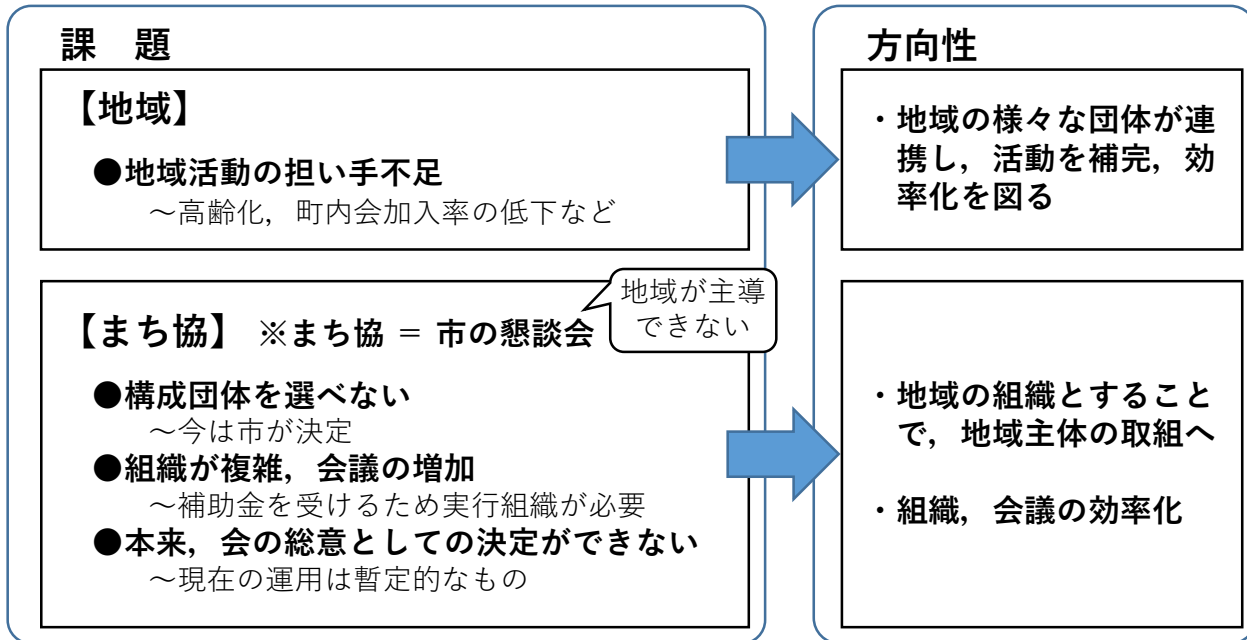 課　題
【地域】
●地域活動の担い手不足
～高齢化，町内会加入率の低下など
【まち協】 ※まち協 ＝ 市の懇談会
地域が主導
できない
●構成団体を選べない
～今は市が決定
●組織が複雑，会議の増加
～補助金を受けるため実行組織が必要
●本来，会の総意としての決定ができない
～現在の運用は暫定的なもの
方向性
・地域の様々な団体が連
携し，活動を補完，効
率化を図る
・地域の組織とすること
で，地域主体の取組へ
・組織，会議の効率化